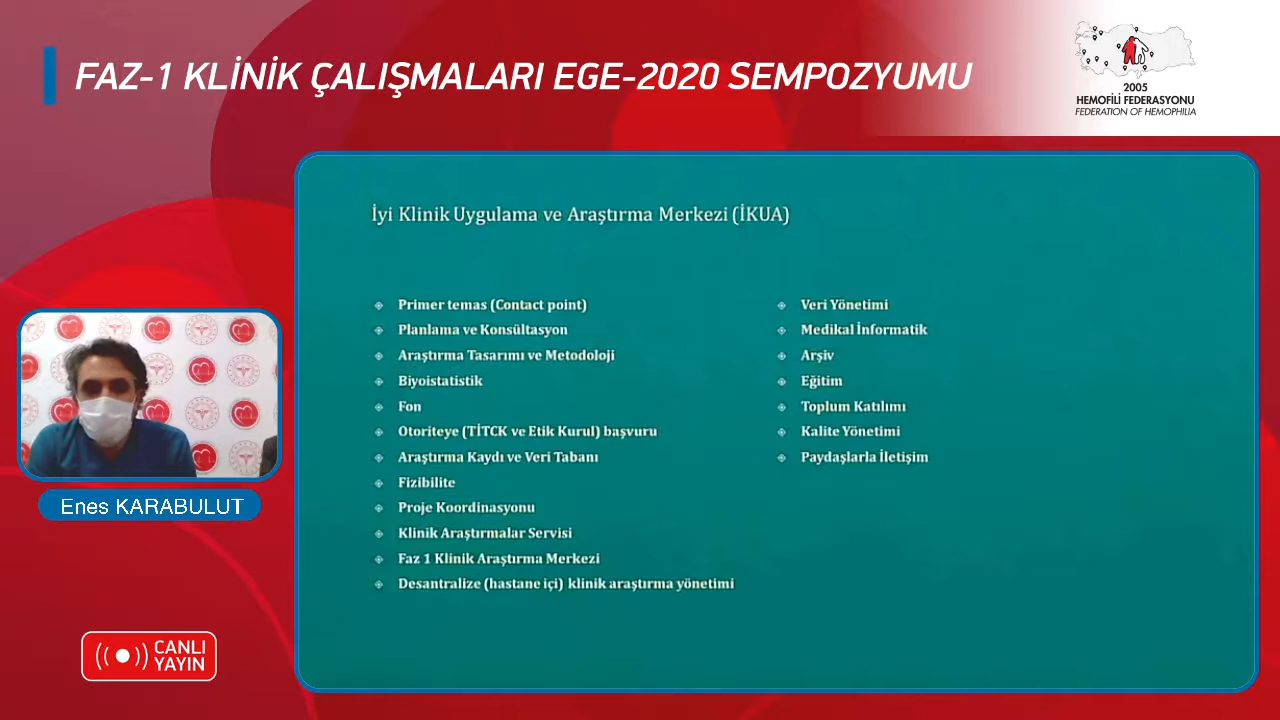 FAZ-1 KLİNİK ÇALIŞMALARI EGE-2020 SEMPOZYUMU
2005
HEMOFİLİ FEDERASYONU
FEDERATION OF HEMOPHILIA
İyi Klinik Uygulama ve Araştırma Merkezi (İKUA)
Primer temas (Contact point)
Planlama ve Konsültasyon
Araştırma Tasarımı ve Metodoloji
Biyoistatistik
Fon
Otoriteye (TİTCK ve Etik Kurul) başvuru
Araştırma Kaydı ve Veri Tabanı
Fizibilite
Proje Koordinasyonu
Klinik Araştırmalar Servisi
Faz 1 Klinik Araştırma Merkezi
Desantralize (hastane içi) klinik araştırma yönetimi
Veri Yönetimi
Medikal İnformatik
Arşiv
Eğitim
Toplum Katılımı
Kalite Yönetimi
Paydaşlarla İletişim
Enes KARABULUT
CANLI
YAYIN